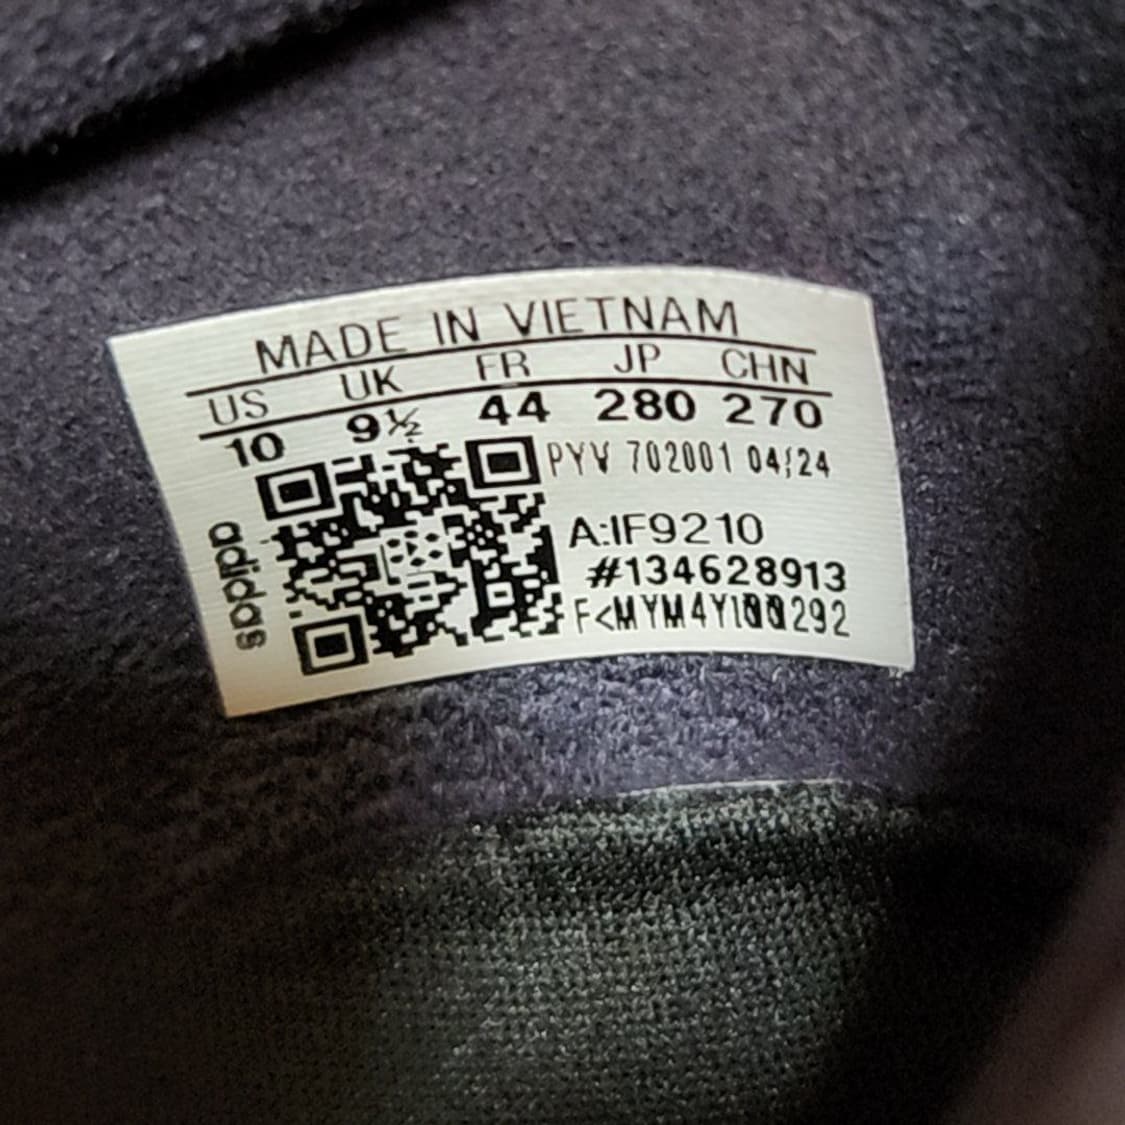 MADE IN VIETNAM
US UK FR JP CHN
10 9½ 44 280 270
PYV 702001 04/24
A:IF9210
#134628913
adidas